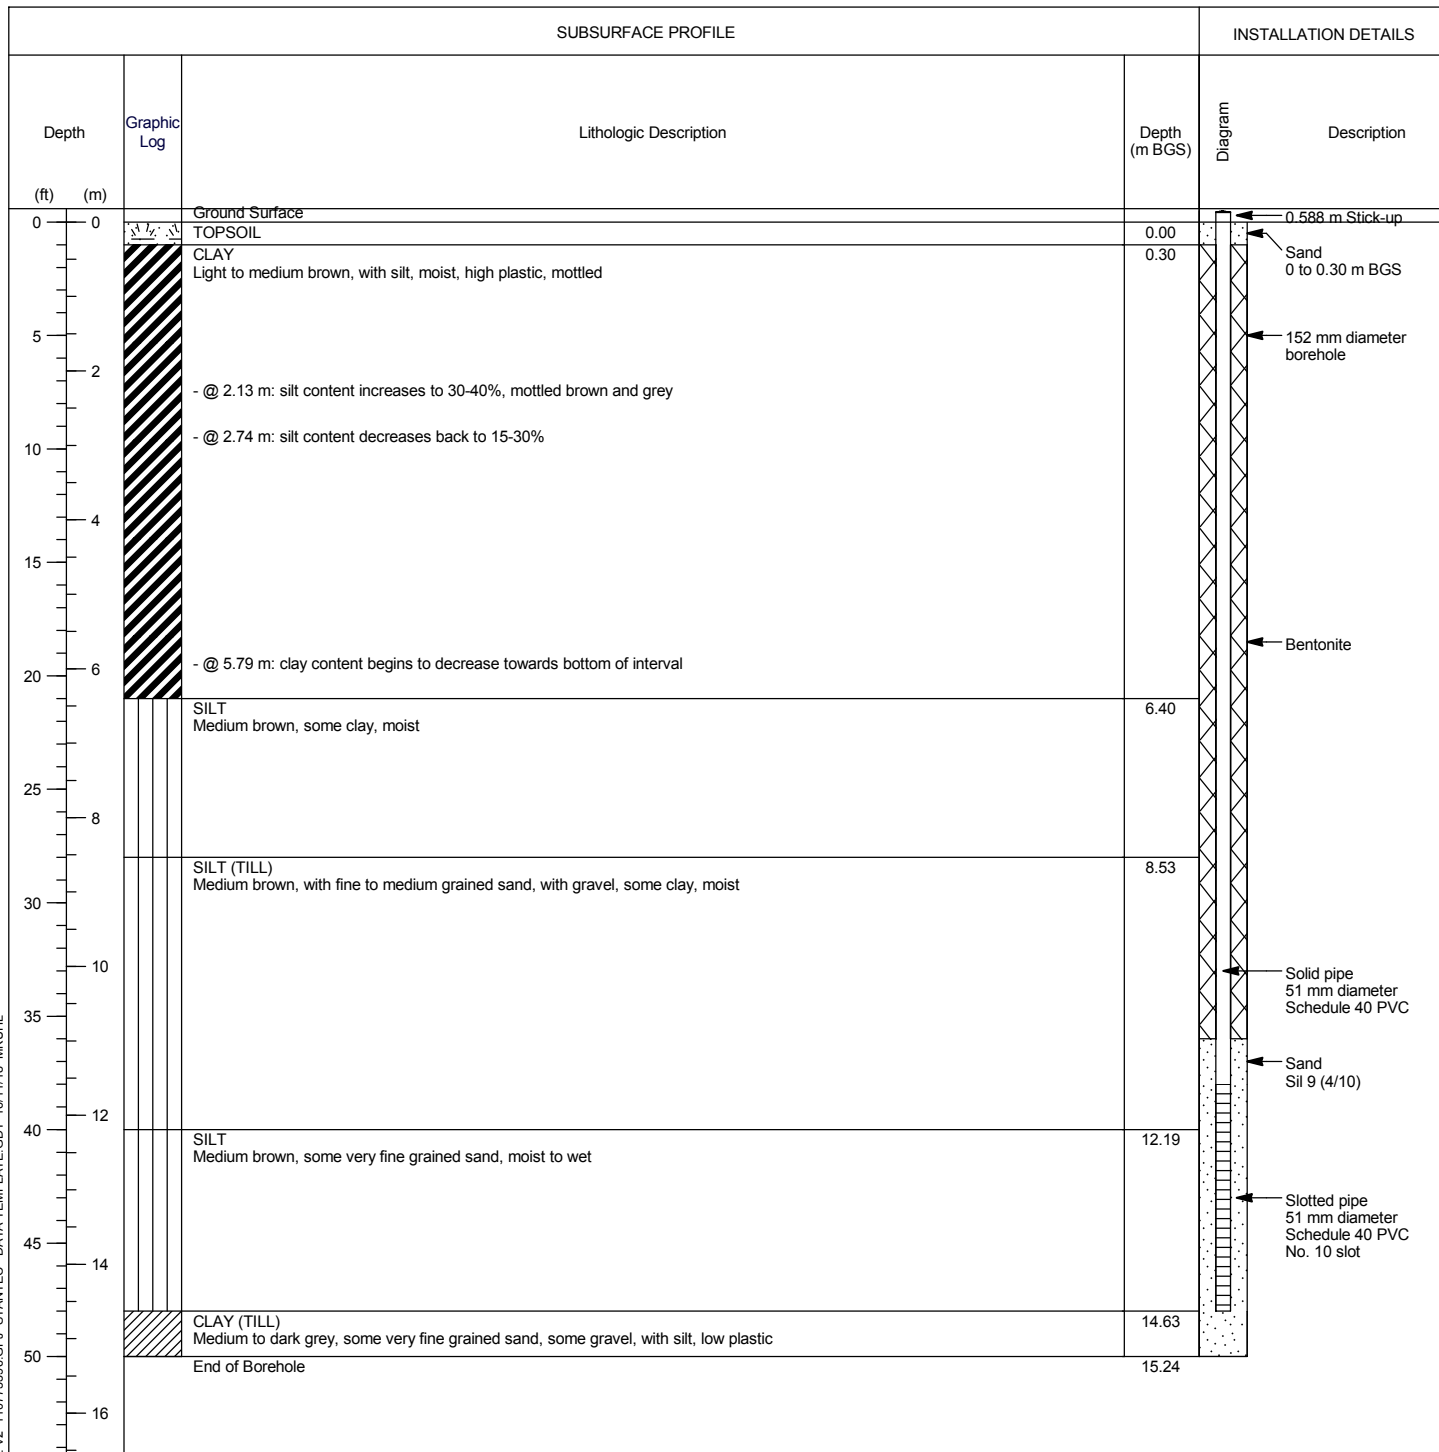 SUBSURFACE PROFILE
INSTALLATION DETAILS
Depth
Graphic
Log
Lithologic Description
Depth
(m BGS)
Diagram
Description
(ft) (m)
Ground Surface
0 0
0.588 m Stick-up
TOPSOIL 0.00
Sand
0 to 0.30 m BGS
CLAY 0.30
Light to medium brown, with silt, moist, high plastic, mottled
5
152 mm diameter
borehole
2
- @ 2.13 m: silt content increases to 30-40%, mottled brown and grey
- @ 2.74 m: silt content decreases back to 15-30%
10
4
15
Bentonite
- @ 5.79 m: clay content begins to decrease towards bottom of interval
6
20
SILT 6.40
Medium brown, some clay, moist
25
8
SILT (TILL) 8.53
Medium brown, with fine to medium grained sand, with gravel, some clay, moist
30
10
Solid pipe
51 mm diameter
Schedule 40 PVC
35
Sand
Sil 9 (4/10)
12
40
SILT 12.19
Medium brown, some very fine grained sand, moist to wet
Slotted pipe
51 mm diameter
Schedule 40 PVC
No. 10 slot
45
14
CLAY (TILL) 14.63
Medium to dark grey, some very fine grained sand, some gravel, with silt, low plastic
50
End of Borehole 15.24
16